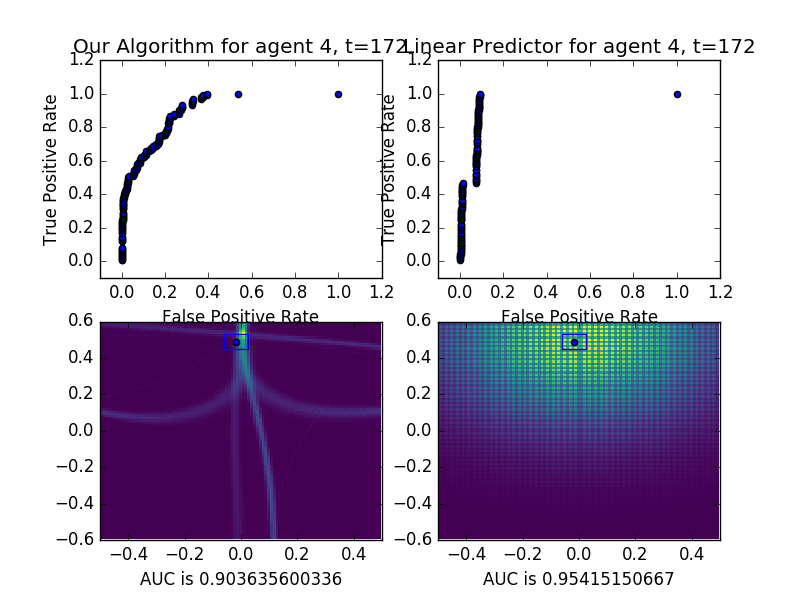 Our Algorithm for agent 4, t=172
Linear Predictor for agent 4, t=172
True Positive Rate
1.2
1.0
0.8
0.6
0.4
0.2
0.0
0.0 0.2 0.4 0.6 0.8 1.0 1.2
False Positive Rate
True Positive Rate
1.2
1.0
0.8
0.6
0.4
0.2
0.0
0.0 0.2 0.4 0.6 0.8 1.0 1.2
False Positive Rate
0.6
0.4
0.2
0.0
−0.2
−0.4
−0.6
−0.4 −0.2 0.0 0.2 0.4
AUC is 0.903635600336
0.6
0.4
0.2
0.0
−0.2
−0.4
−0.6
−0.4 −0.2 0.0 0.2 0.4
AUC is 0.95415150667